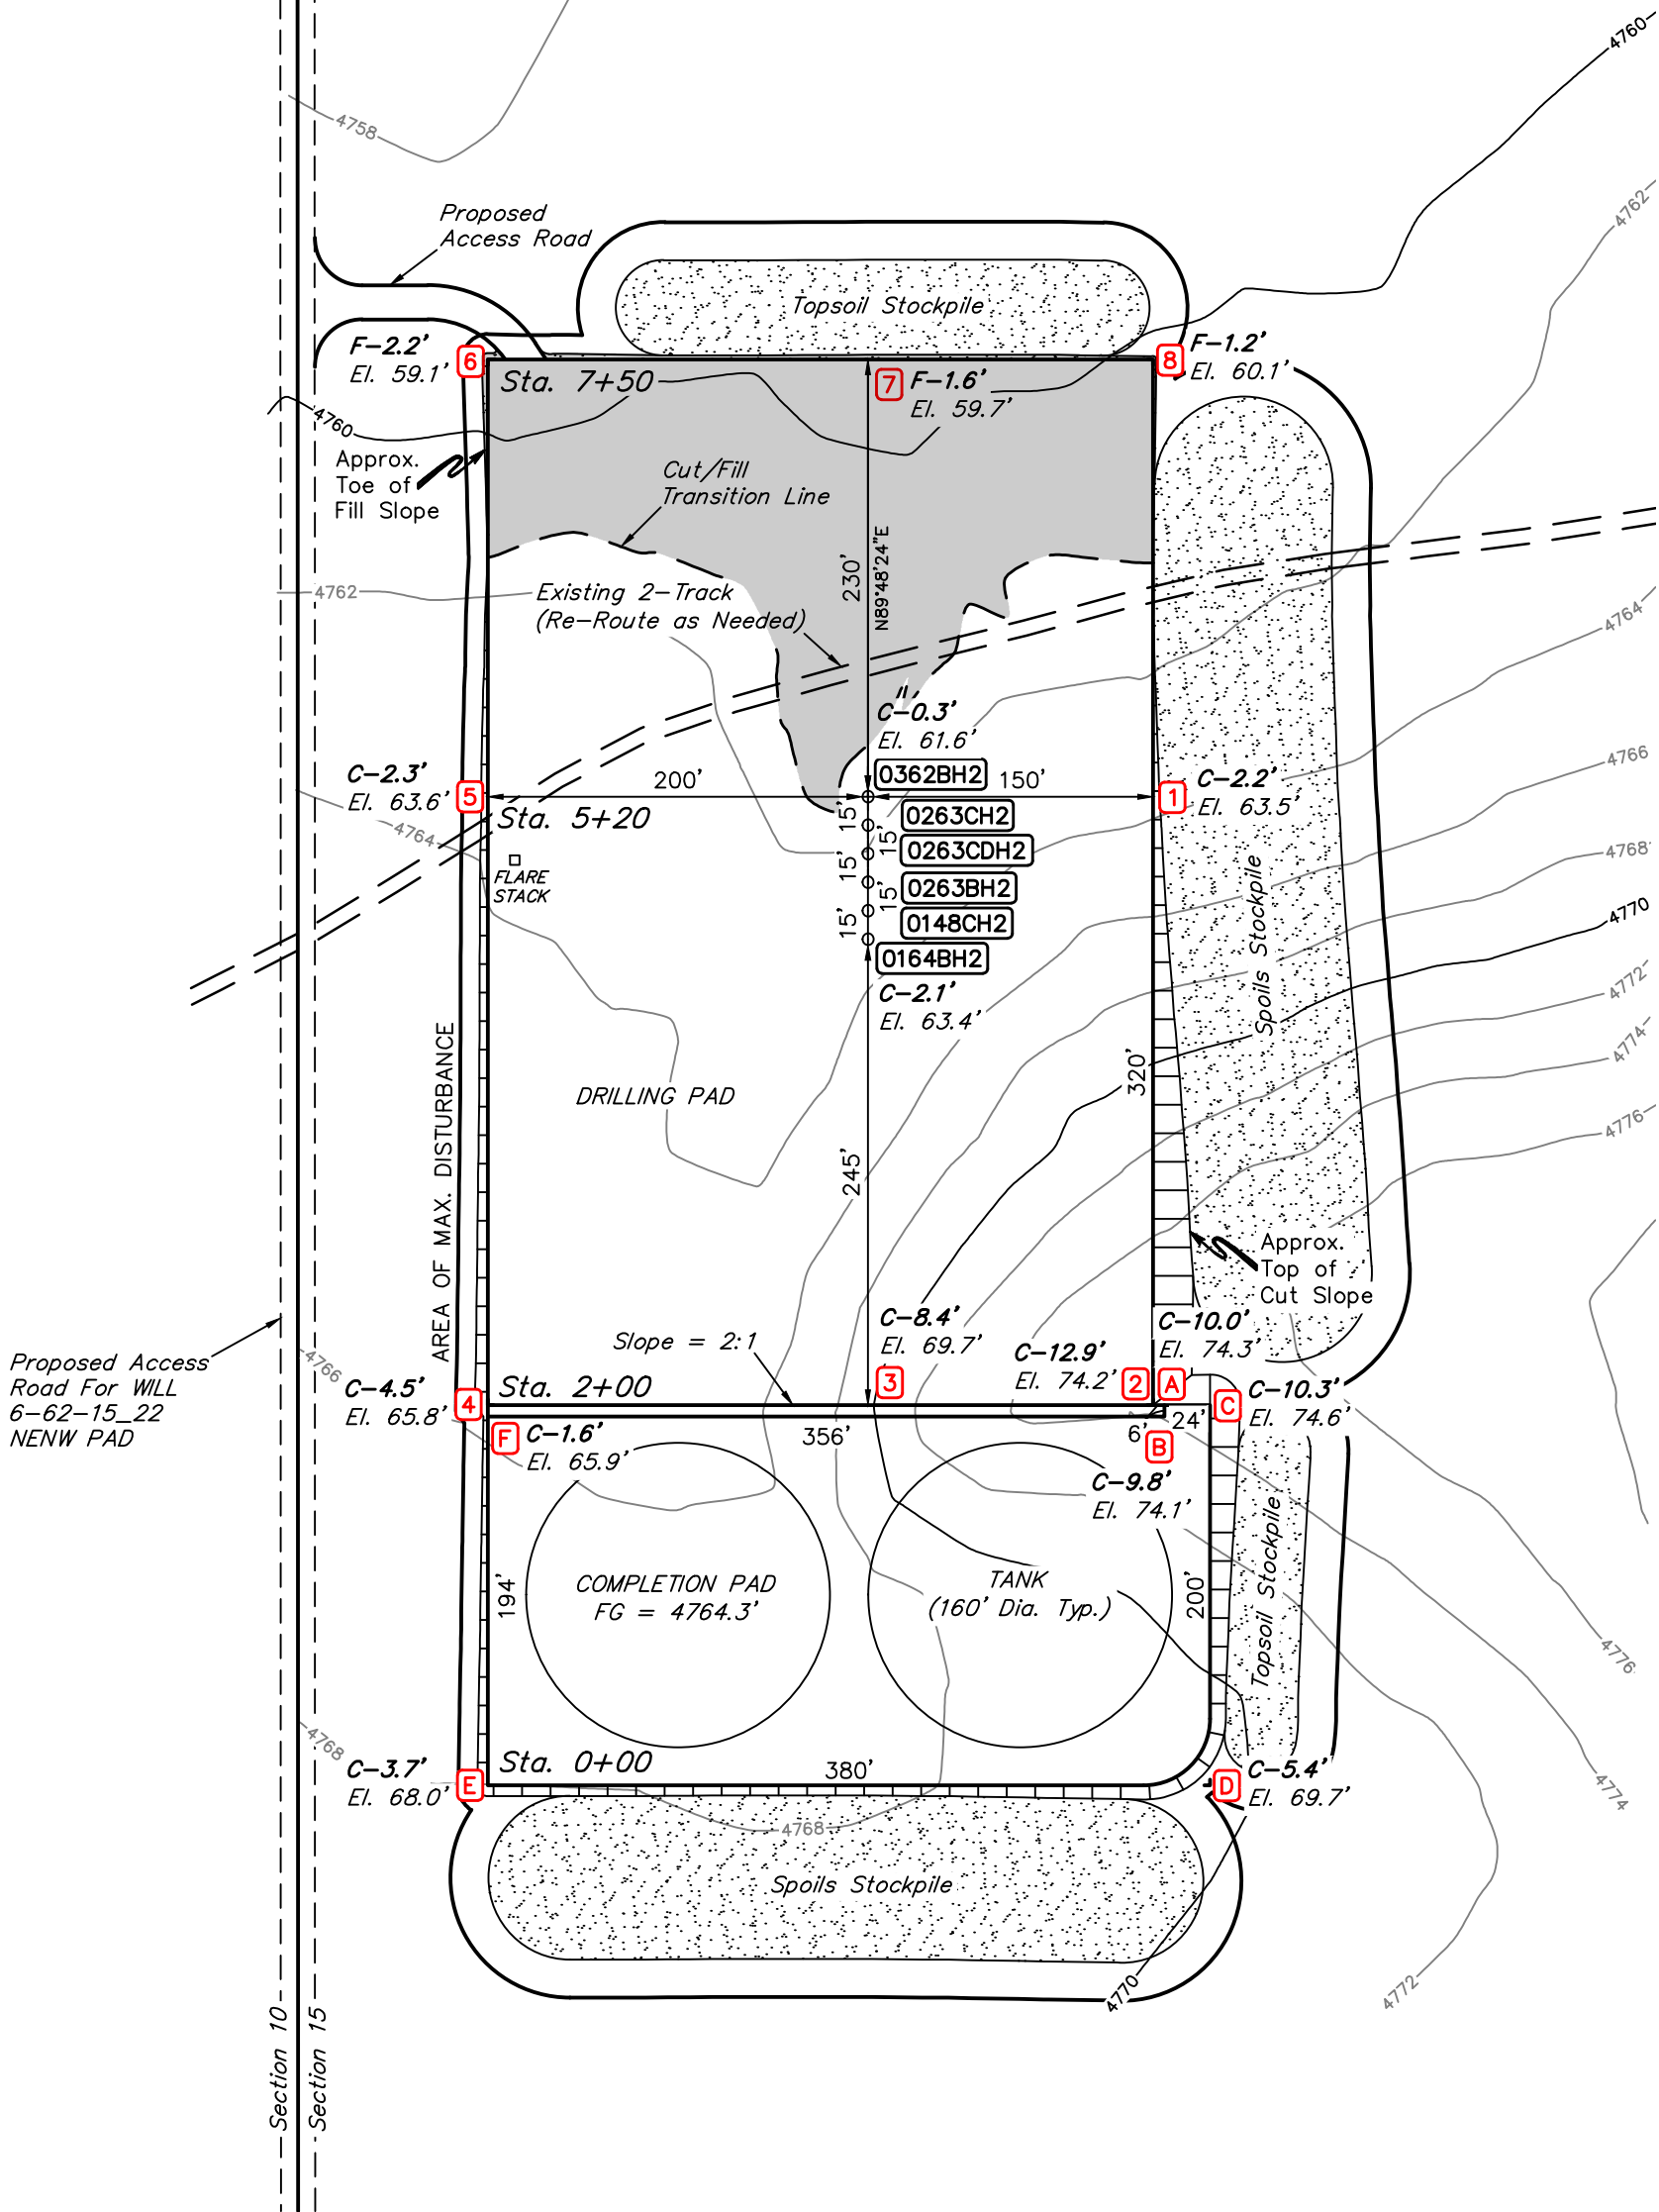 4760
4758
4762
Proposed
Access Road
Topsoil Stockpile
F-2.2'
El. 59.1'
6
Sta. 7+50
7
F-1.6'
El. 59.7'
8
F-1.2'
El. 60.1'
4760
Approx.
Toe of
Fill Slope
Cut/Fill
Transition Line
230'
N89°48'24"E
4762
Existing 2-Track
(Re-Route as Needed)
4764
C-0.3'
El. 61.6'
0362BH2
C-2.3'
El. 63.6'
5
200'
150'
1
C-2.2'
El. 63.5'
4766
Sta. 5+20
4764
15'
15'
15'
15'
15'
0263CH2
0263CDH2
0263BH2
0148CH2
0164BH2
4768
FLARE
STACK
C-2.1'
El. 63.4'
Spoils Stockpile
4770
4772
4774
4776
AREA OF MAX. DISTURBANCE
DRILLING PAD
320'
245'
Approx.
Top of
Cut Slope
Proposed Access
Road For WILL
6-62-15_22
NENW PAD
4766
Slope = 2:1
C-8.4'
El. 69.7'
3
C-12.9'
El. 74.2'
2
C-10.0'
El. 74.3'
A
C-4.5'
El. 65.8'
4
Sta. 2+00
C
C-10.3'
El. 74.6'
F
C-1.6'
El. 65.9'
356'
6'
24'
B
C-9.8'
El. 74.1'
194'
COMPLETION PAD
FG = 4764.3'
TANK
(160' Dia. Typ.)
200'
Topsoil Stockpile
4776
4774
4768
C-3.7'
El. 68.0'
E
Sta. 0+00
380'
D
C-5.4'
El. 69.7'
4768
Spoils Stockpile
4770
4772
Section 10
Section 15